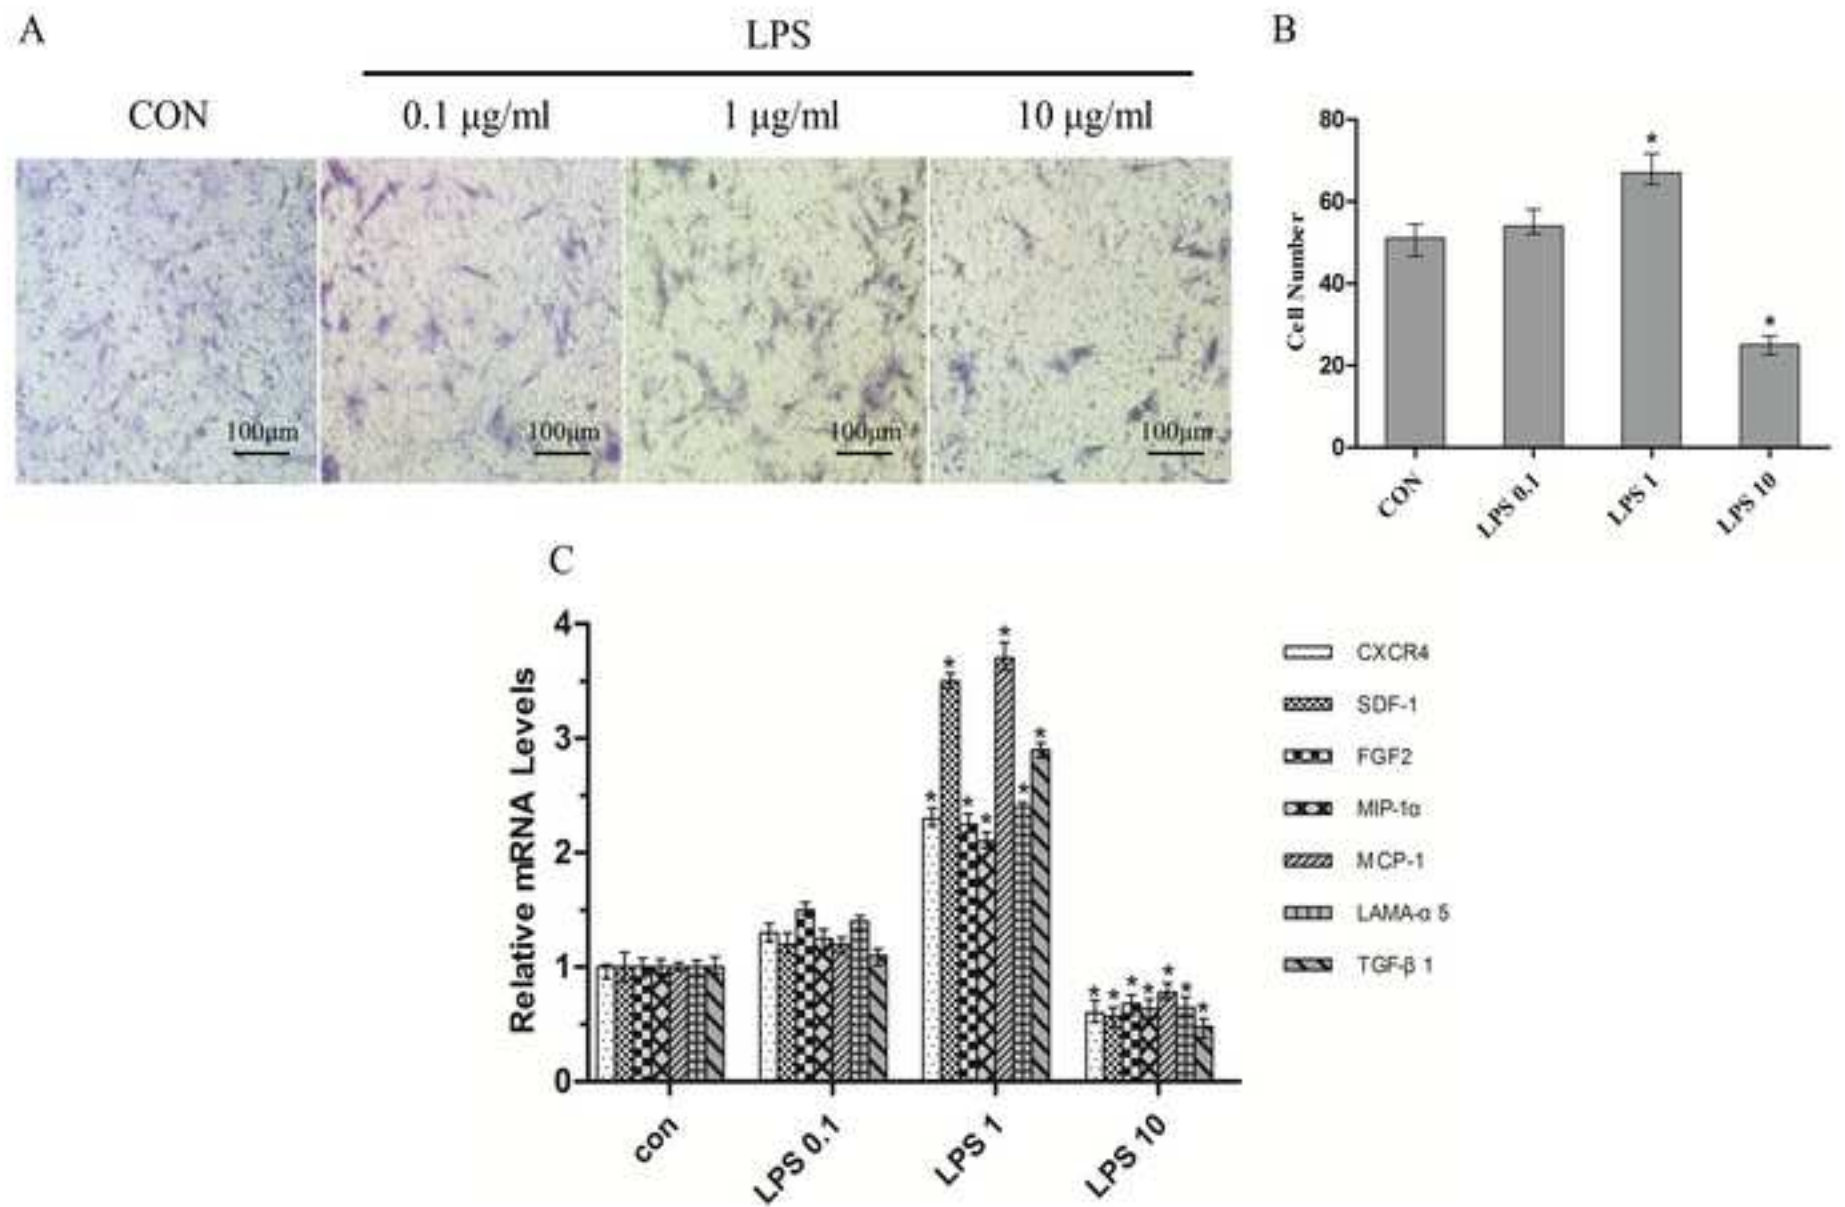 A
LPS
CON
0.1 μg/ml
1 μg/ml
10 μg/ml
100μm
100μm
100μm
100μm
B
80
60
40
20
0
Cell Number
*
*
CON
LPS 0.1
LPS 1
LPS 10
C
4
3
2
1
0
Relative mRNA Levels
* * * * * * *
* * * * * * *
con
LPS 0.1
LPS 1
LPS 10
CXCR4
SDF-1
FGF2
MIP-1α
MCP-1
LAMA-α 5
TGF-β 1